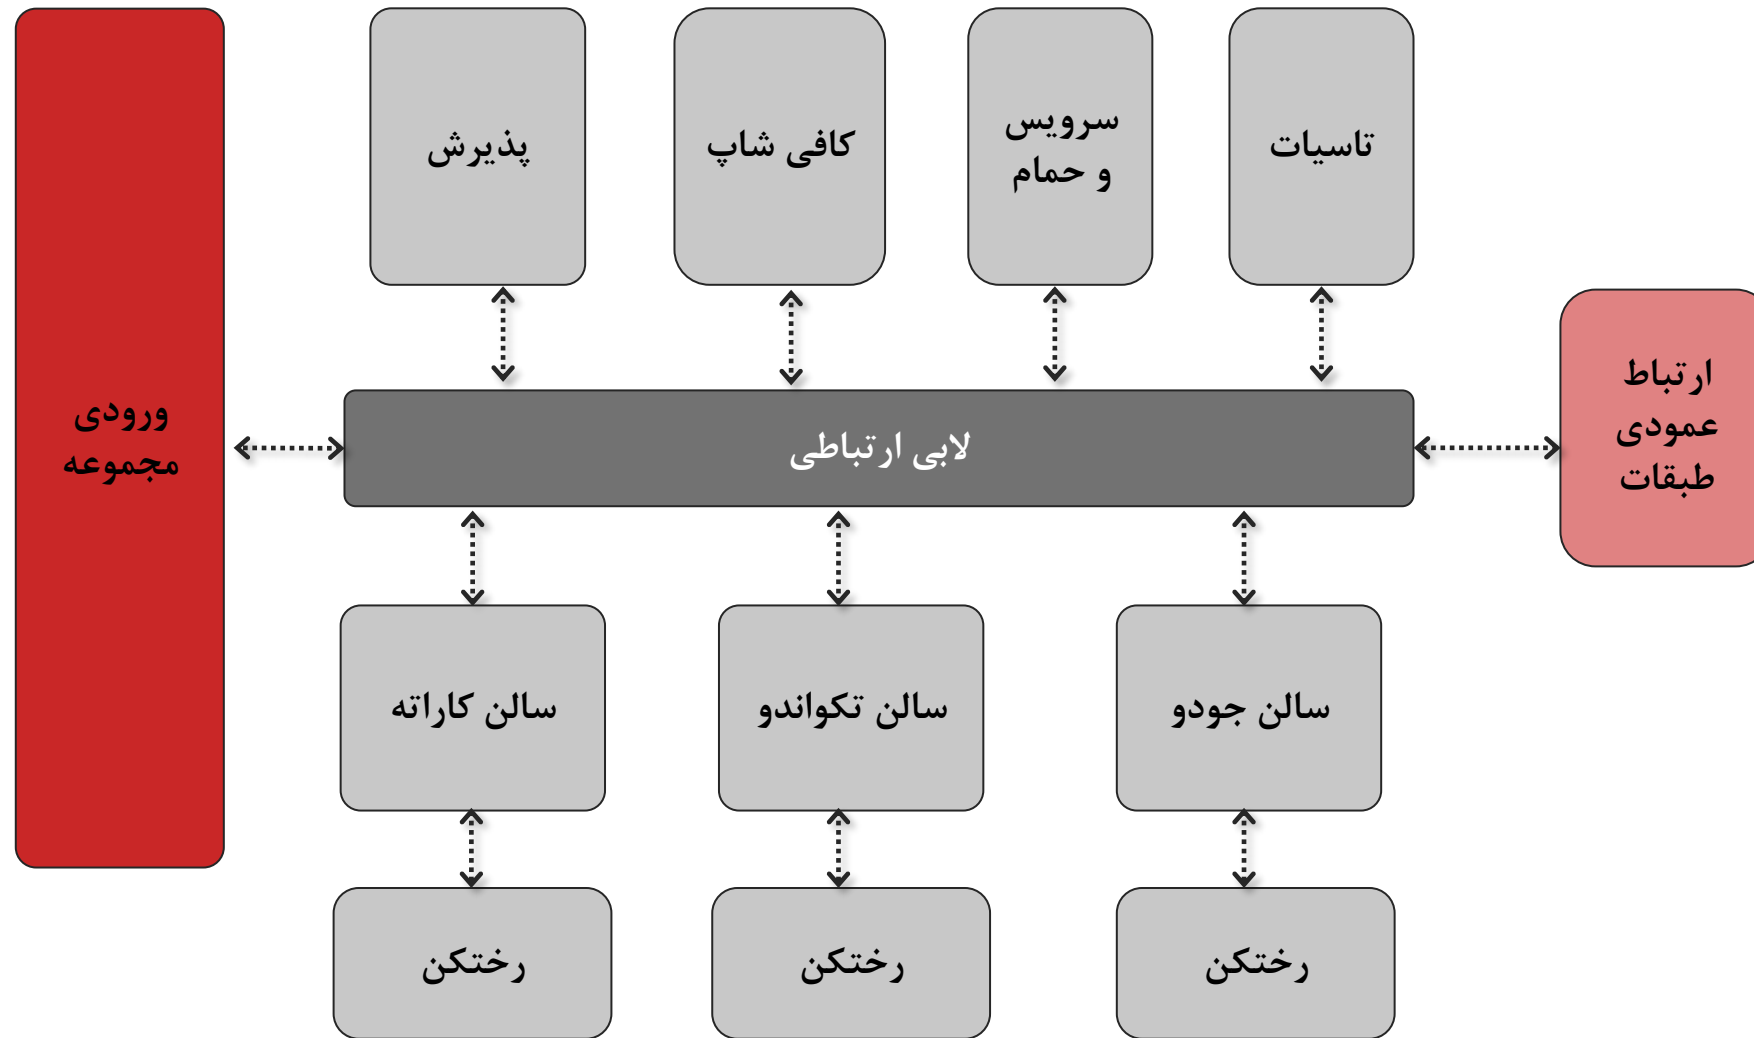 پذیرش
کافی شاپ
سرویس
و حمام
تاسیات
ورودی
مجموعه
لابی ارتباطی
ارتباط
عمودی
طبقات
سالن کاراته
سالن تکواندو
سالن جودو
رختکن
رختکن
رختکن